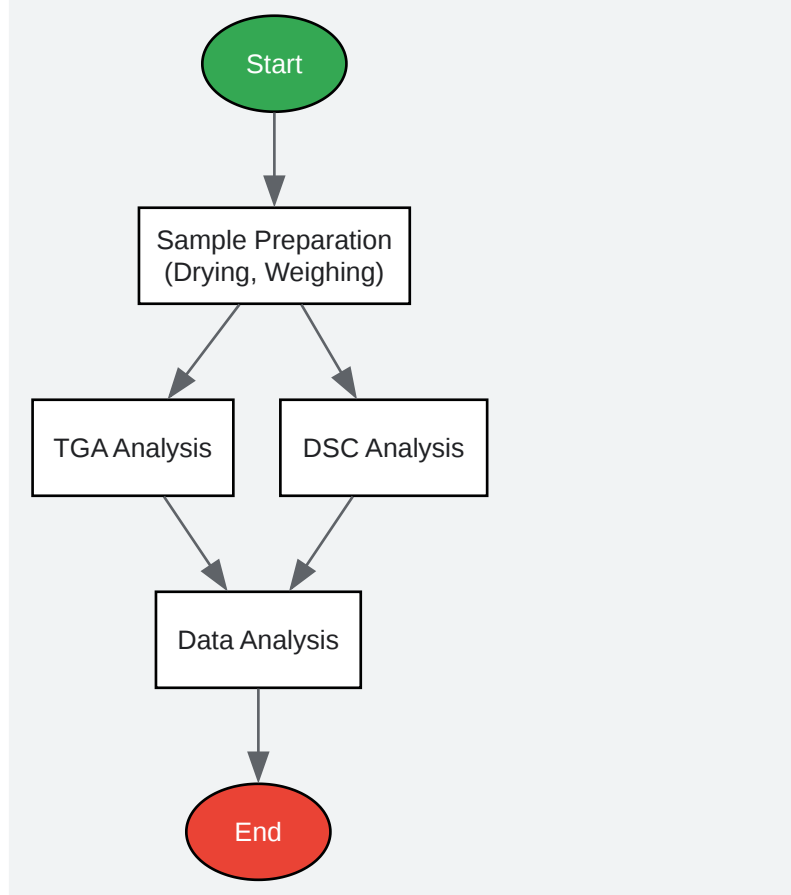 Start
Sample Preparation
(Drying, Weighing)
TGA Analysis
DSC Analysis
Data Analysis
End